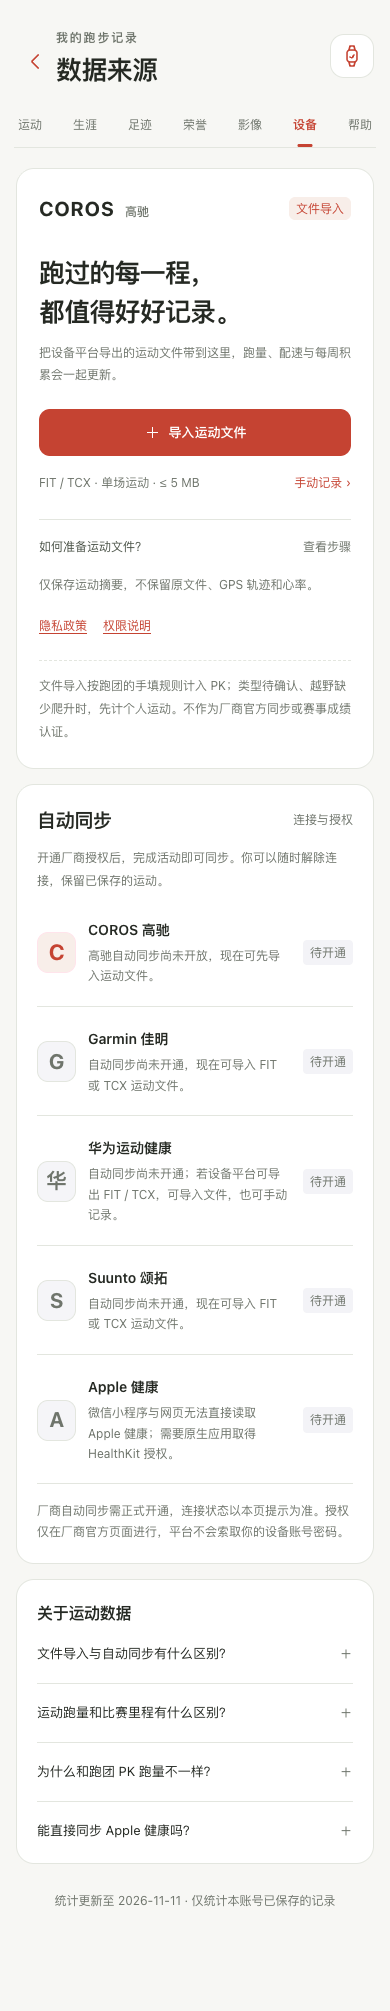 我的跑步记录
数据来源
运动 生涯 足迹 荣誉 影像 设备 帮助
COROS 高驰 文件导入
跑过的每一程，
都值得好好记录。
把设备平台导出的运动文件带到这里，跑量、配速与每周积
累会一起更新。
＋ 导入运动文件
FIT / TCX · 单场运动 · ≤ 5 MB 手动记录 ›
如何准备运动文件？ 查看步骤
仅保存运动摘要，不保留原文件、GPS 轨迹和心率。
隐私政策 权限说明
文件导入按跑团的手填规则计入 PK；类型待确认、越野缺
少爬升时，先计个人运动。不作为厂商官方同步或赛事成绩
认证。
自动同步 连接与授权
开通厂商授权后，完成活动即可同步。你可以随时解除连
接，保留已保存的运动。
C COROS 高驰
高驰自动同步尚未开放，现在可先导
入运动文件。
待开通
G Garmin 佳明
自动同步尚未开通，现在可导入 FIT
或 TCX 运动文件。
待开通
华 华为运动健康
自动同步尚未开通；若设备平台可导
出 FIT / TCX，可导入文件，也可手动
记录。
待开通
S Suunto 颂拓
自动同步尚未开通，现在可导入 FIT
或 TCX 运动文件。
待开通
A Apple 健康
微信小程序与网页无法直接读取
Apple 健康；需要原生应用取得
HealthKit 授权。
待开通
厂商自动同步需正式开通，连接状态以本页提示为准。授权
仅在厂商官方页面进行，平台不会索取你的设备账号密码。
关于运动数据
文件导入与自动同步有什么区别？ ＋
运动跑量和比赛里程有什么区别？ ＋
为什么和跑团 PK 跑量不一样？ ＋
能直接同步 Apple 健康吗？ ＋
统计更新至 2026-11-11 · 仅统计本账号已保存的记录